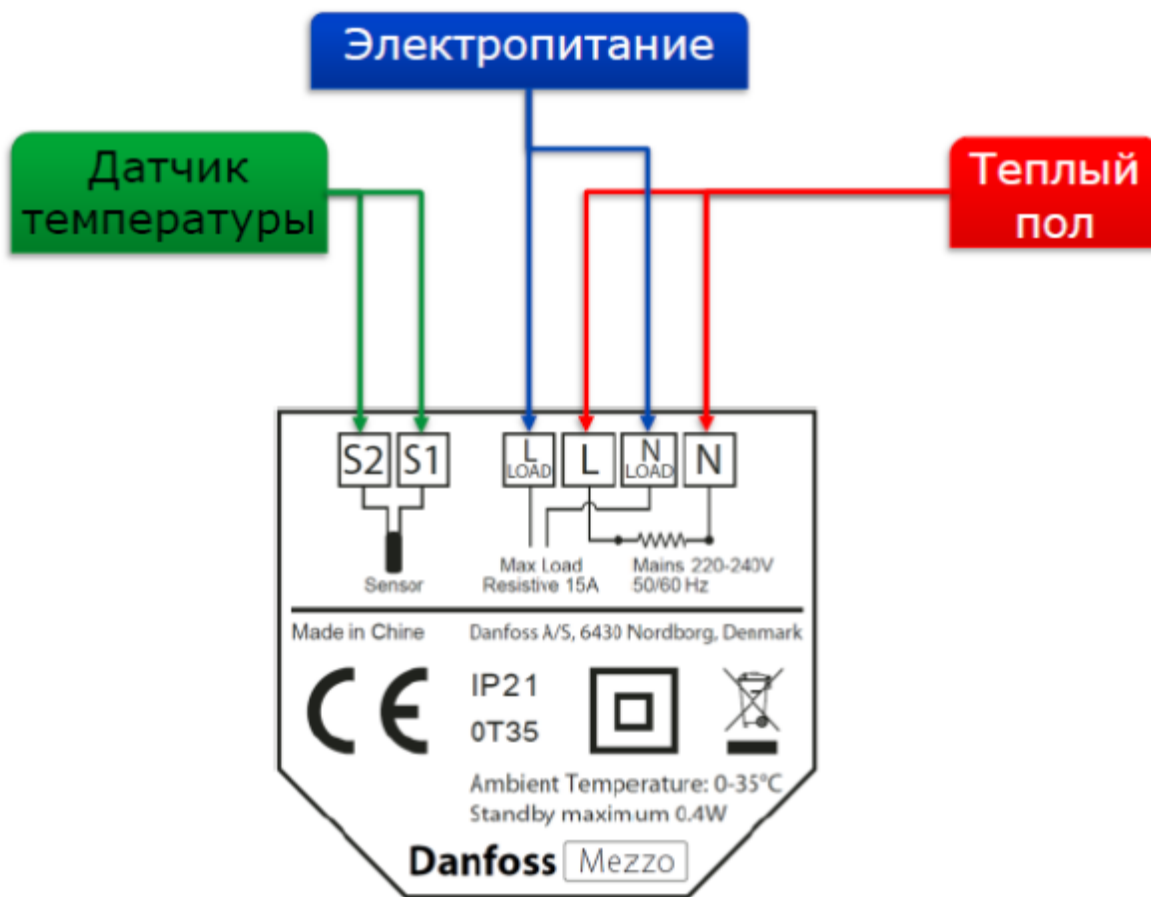 Электропитание
Датчик
температуры
Теплый
пол
S2 S1 L LOAD L N LOAD N
Sensor
Max Load
Resistive 15A
Mains 220-240V
50/60 Hz
Made in Chine
Danfoss A/S, 6430 Nordborg, Denmark
CE
IP21
0T35
Ambient Temperature: 0-35°C
Standby maximum 0.4W
Danfoss Mezzo